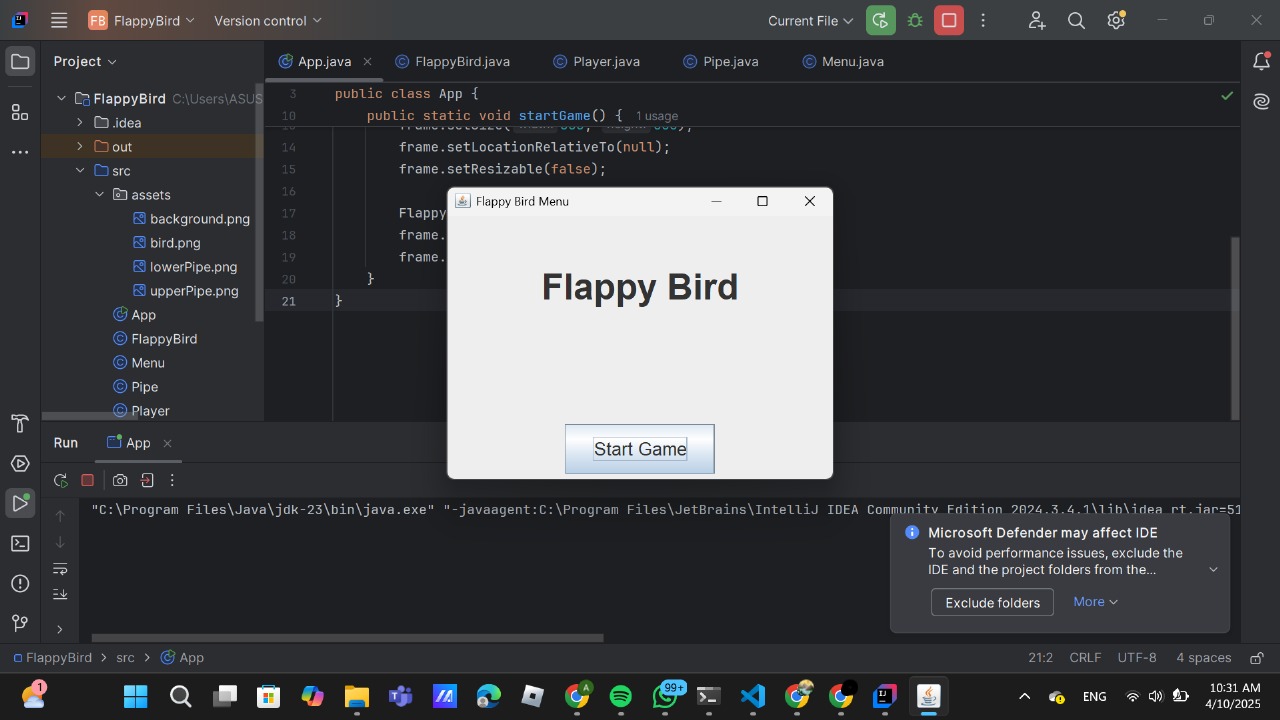 FB FlappyBird Version control Current File
Project App.java FlappyBird.java Player.java Pipe.java Menu.java
FlappyBird C:\Users\ASUS
.idea
out
src
assets
background.png
bird.png
lowerPipe.png
upperPipe.png
App
FlappyBird
Menu
Pipe
Player
3 public class App {
10 public static void startGame() { 1 usage
14 frame.setLocationRelativeTo(null);
15 frame.setResizable(false);
16
17 Flappy
18 frame.
19 frame.
20 }
21 }
Flappy Bird Menu
Flappy Bird
Start Game
Run App
"C:\Program Files\Java\jdk-23\bin\java.exe" "-javaagent:C:\Program Files\JetBrains\IntelliJ IDEA Community Edition 2024.3.4.1\lib\idea_rt.jar=51
Microsoft Defender may affect IDE
To avoid performance issues, exclude the
IDE and the project folders from the...
Exclude folders More
FlappyBird > src > App 21:2 CRLF UTF-8 4 spaces
1 99+ ENG 10:31 AM
4/10/2025